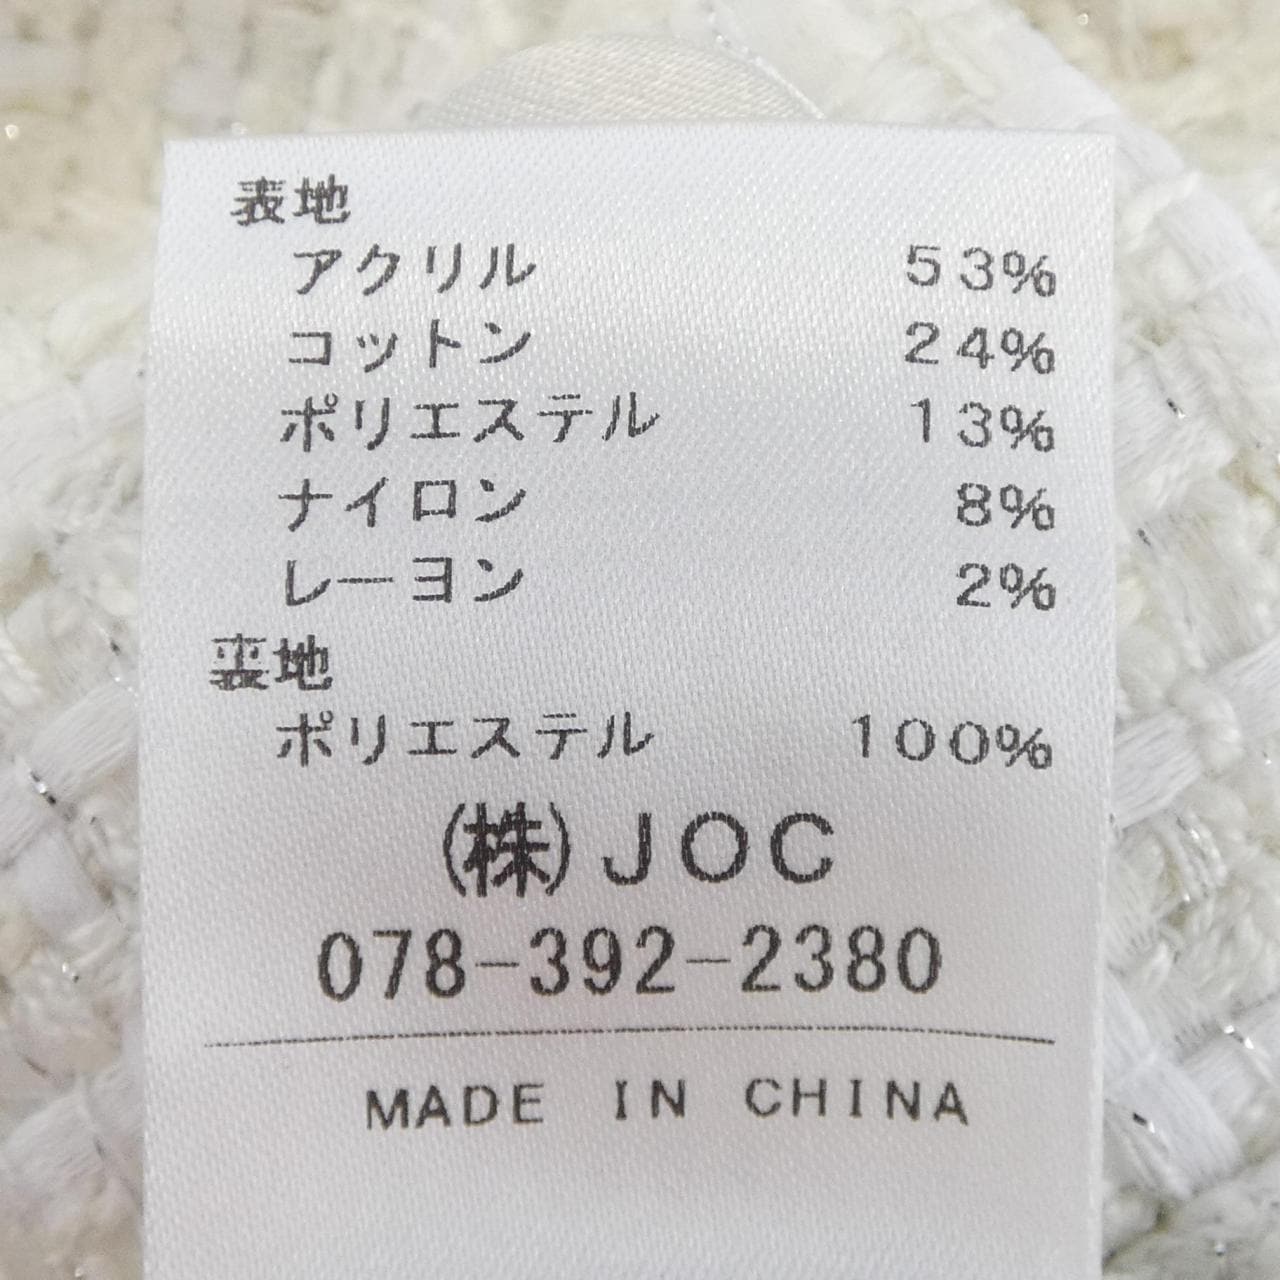 表地
アクリル 53%
コットン 24%
ポリエステル 13%
ナイロン 8%
レーヨン 2%
裏地
ポリエステル 100%
(株)JOC
078-392-2380
MADE IN CHINA